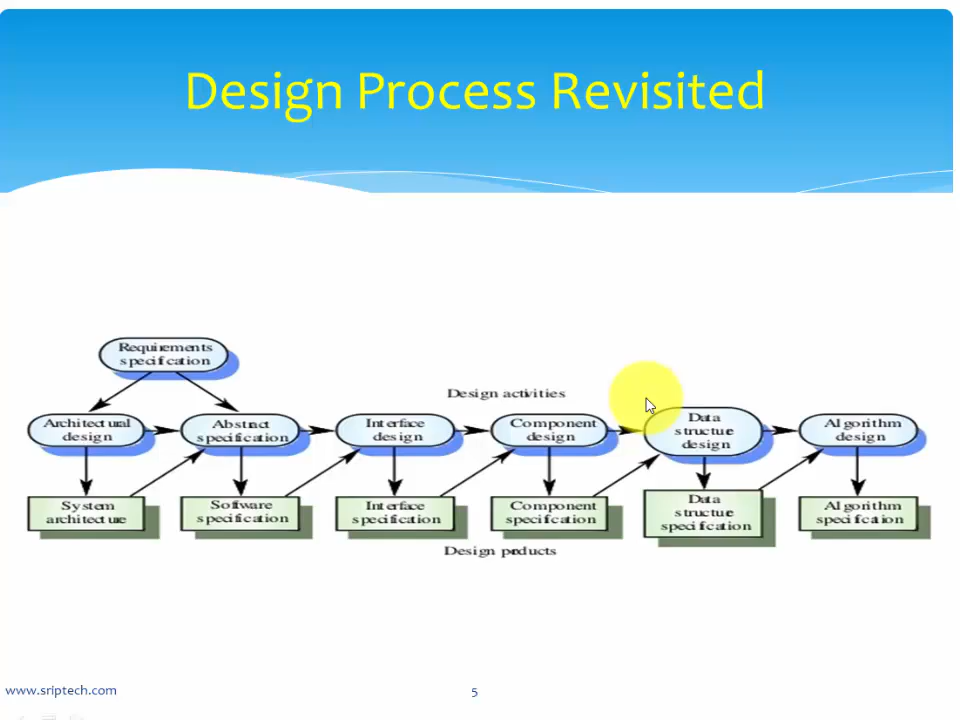 Design Process Revisited
Requirements
specification
Design activities
Architectural
design
Abstract
specification
Interface
design
Component
design
Data
structure
design
Algorithm
design
System
architecture
Software
specification
Interface
specification
Component
specification
Data
structure
specification
Algorithm
specification
Design products
www.sriptech.com
5